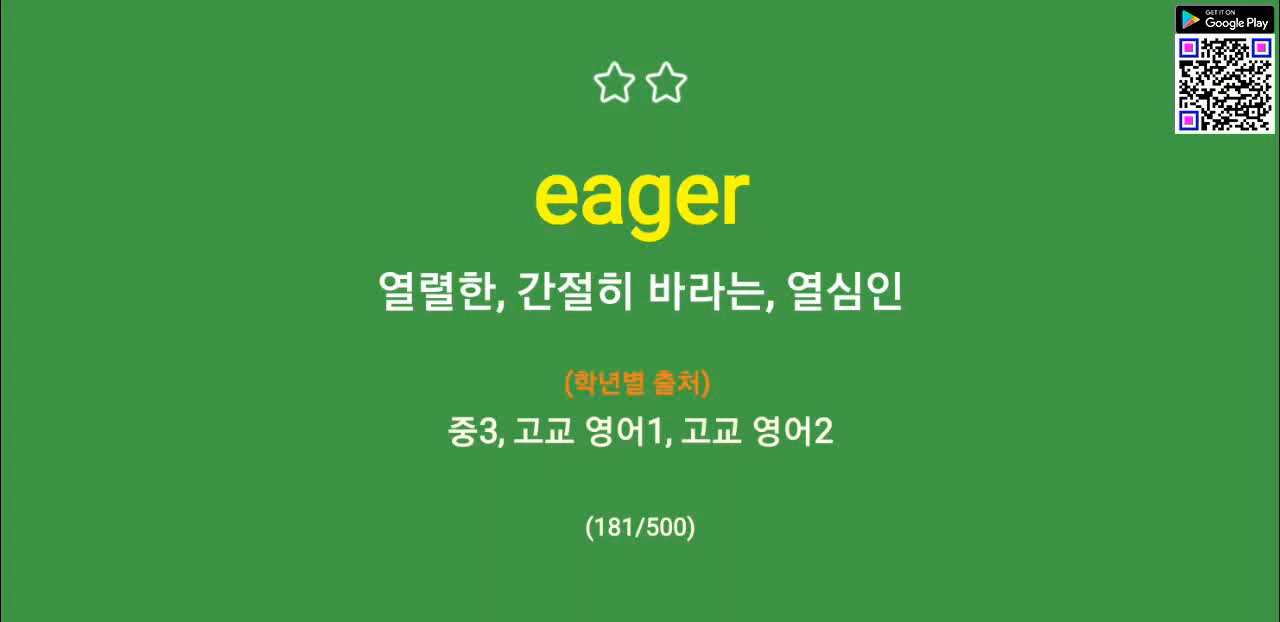 GET IT ON
Google Play
eager
열렬한, 간절히 바라는, 열심인
(학년별 출처)
중3, 고교 영어1, 고교 영어2
(181/500)